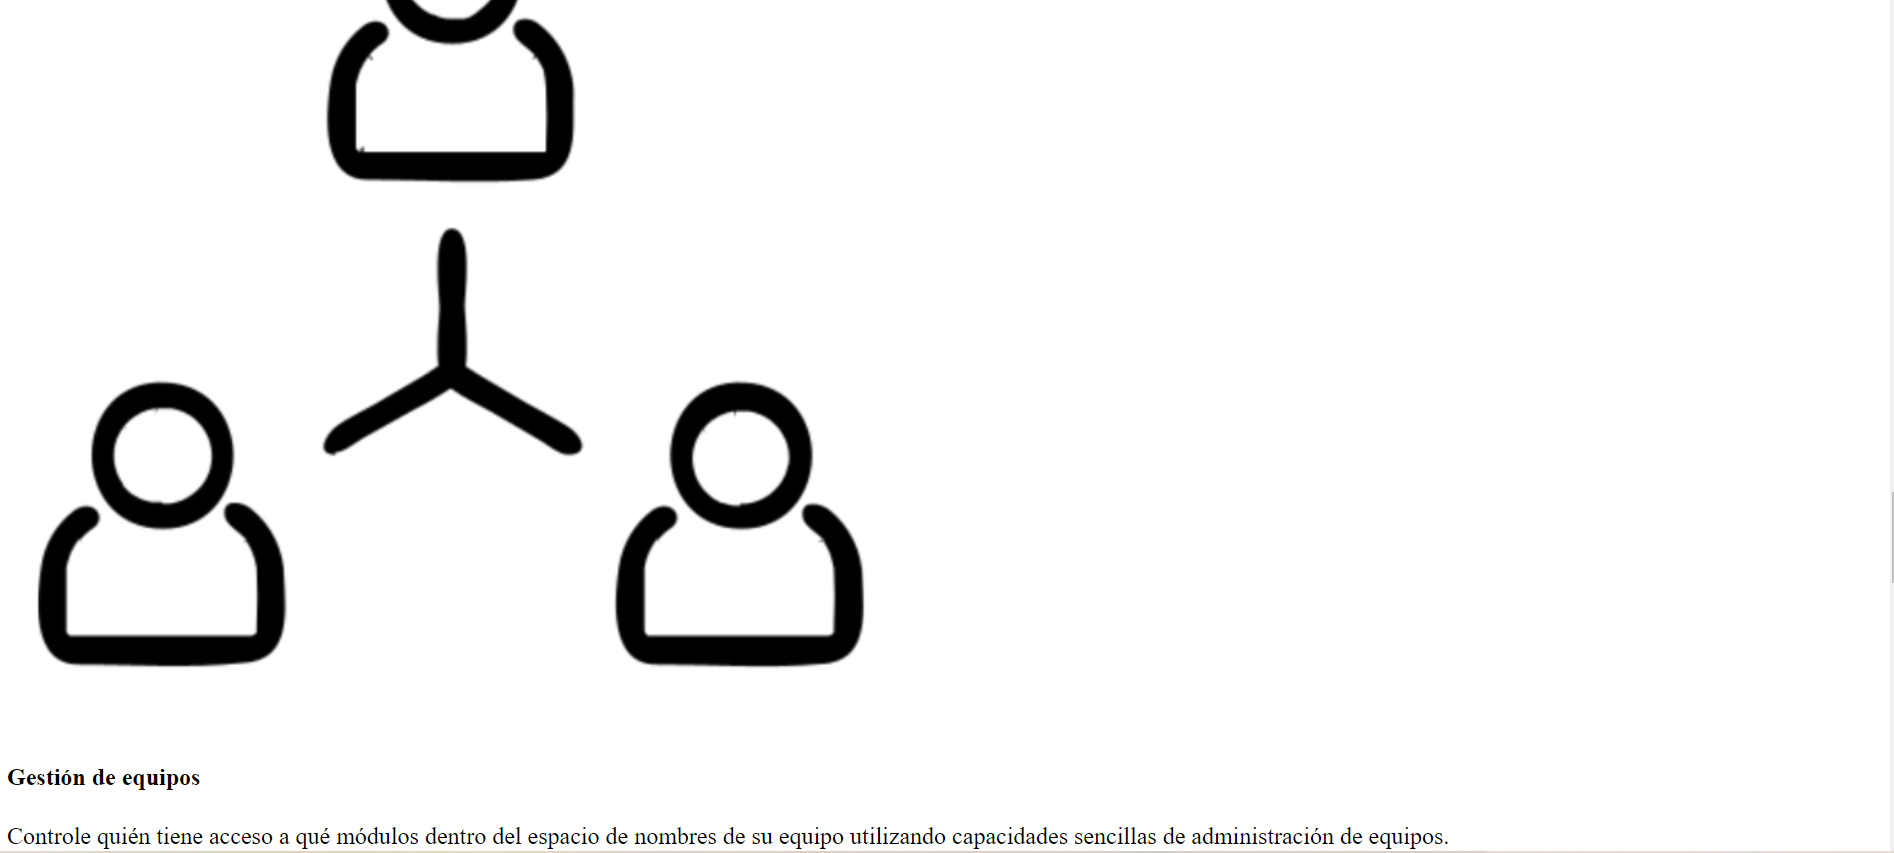 Gestión de equipos
Controle quién tiene acceso a qué módulos dentro del espacio de nombres de su equipo utilizando capacidades sencillas de administración de equipos.